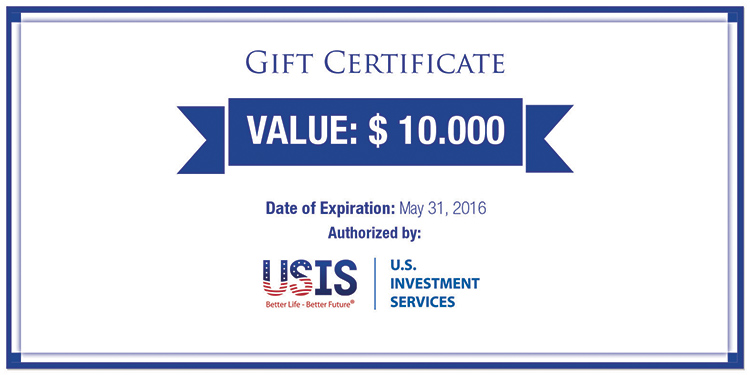 GIFT CERTIFICATE
VALUE: $ 10.000
Date of Expiration: May 31, 2016
Authorized by:
USIS
Better Life - Better Future®
U.S.
INVESTMENT
SERVICES